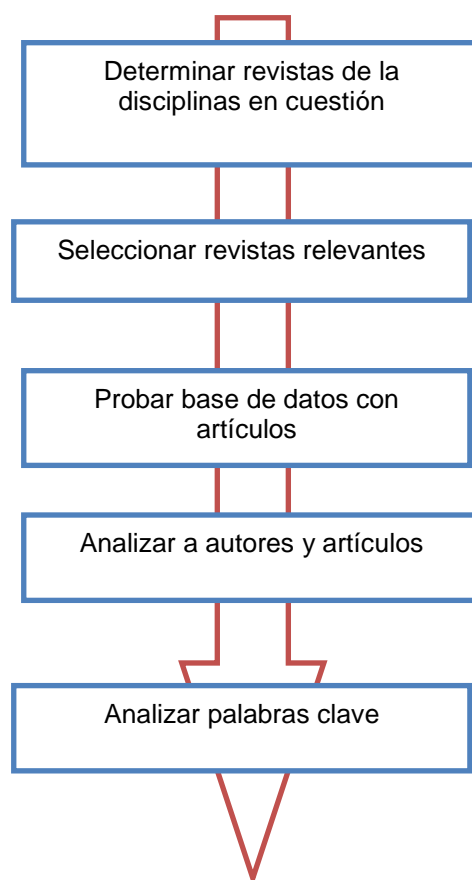 Determinar revistas de la
disciplinas en cuestión
Seleccionar revistas relevantes
Probar base de datos con
artículos
Analizar a autores y artículos
Analizar palabras clave